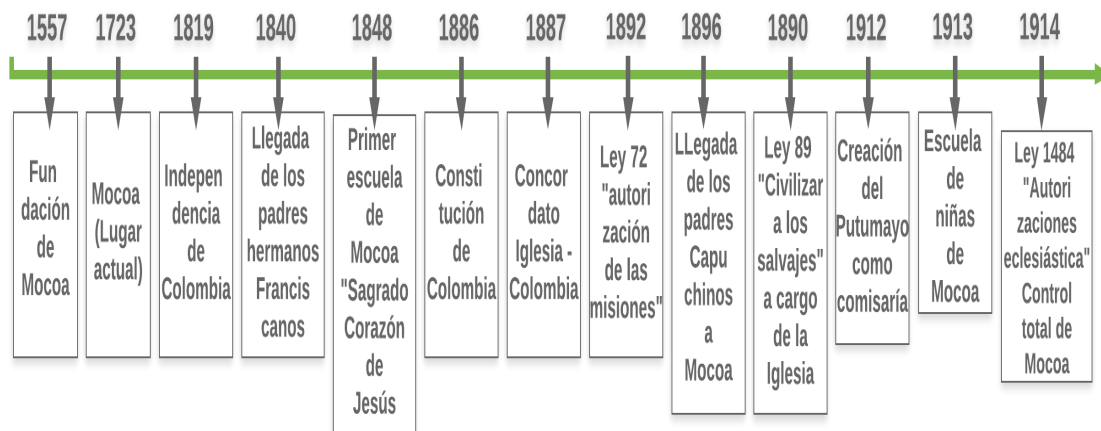 1557 1723 1819 1840 1848 1886 1887 1892 1896 1890 1912 1913 1914
Fun
dación
de
Mocoa
Mocoa
(Lugar
actual)
Indepen
dencia
de
Colombia
Llegada
de los
padres
hermanos
Francis
canos
Primer
escuela
de
Mocoa
"Sagrado
Corazón
de
Jesús
Consti
tución
de
Colombia
Concor
dato
Iglesia -
Colombia
Ley 72
"autori
zación
de las
misiones"
LLegada
de los
padres
Capu
chinos
a
Mocoa
Ley 89
"Civilizar
a los
salvajes"
a cargo
de la
Iglesia
Creación
del
Putumayo
como
comisaría
Escuela
de
niñas
de
Mocoa
Ley 1484
"Autori
zaciones
eclesiástica"
Control
total de
Mocoa